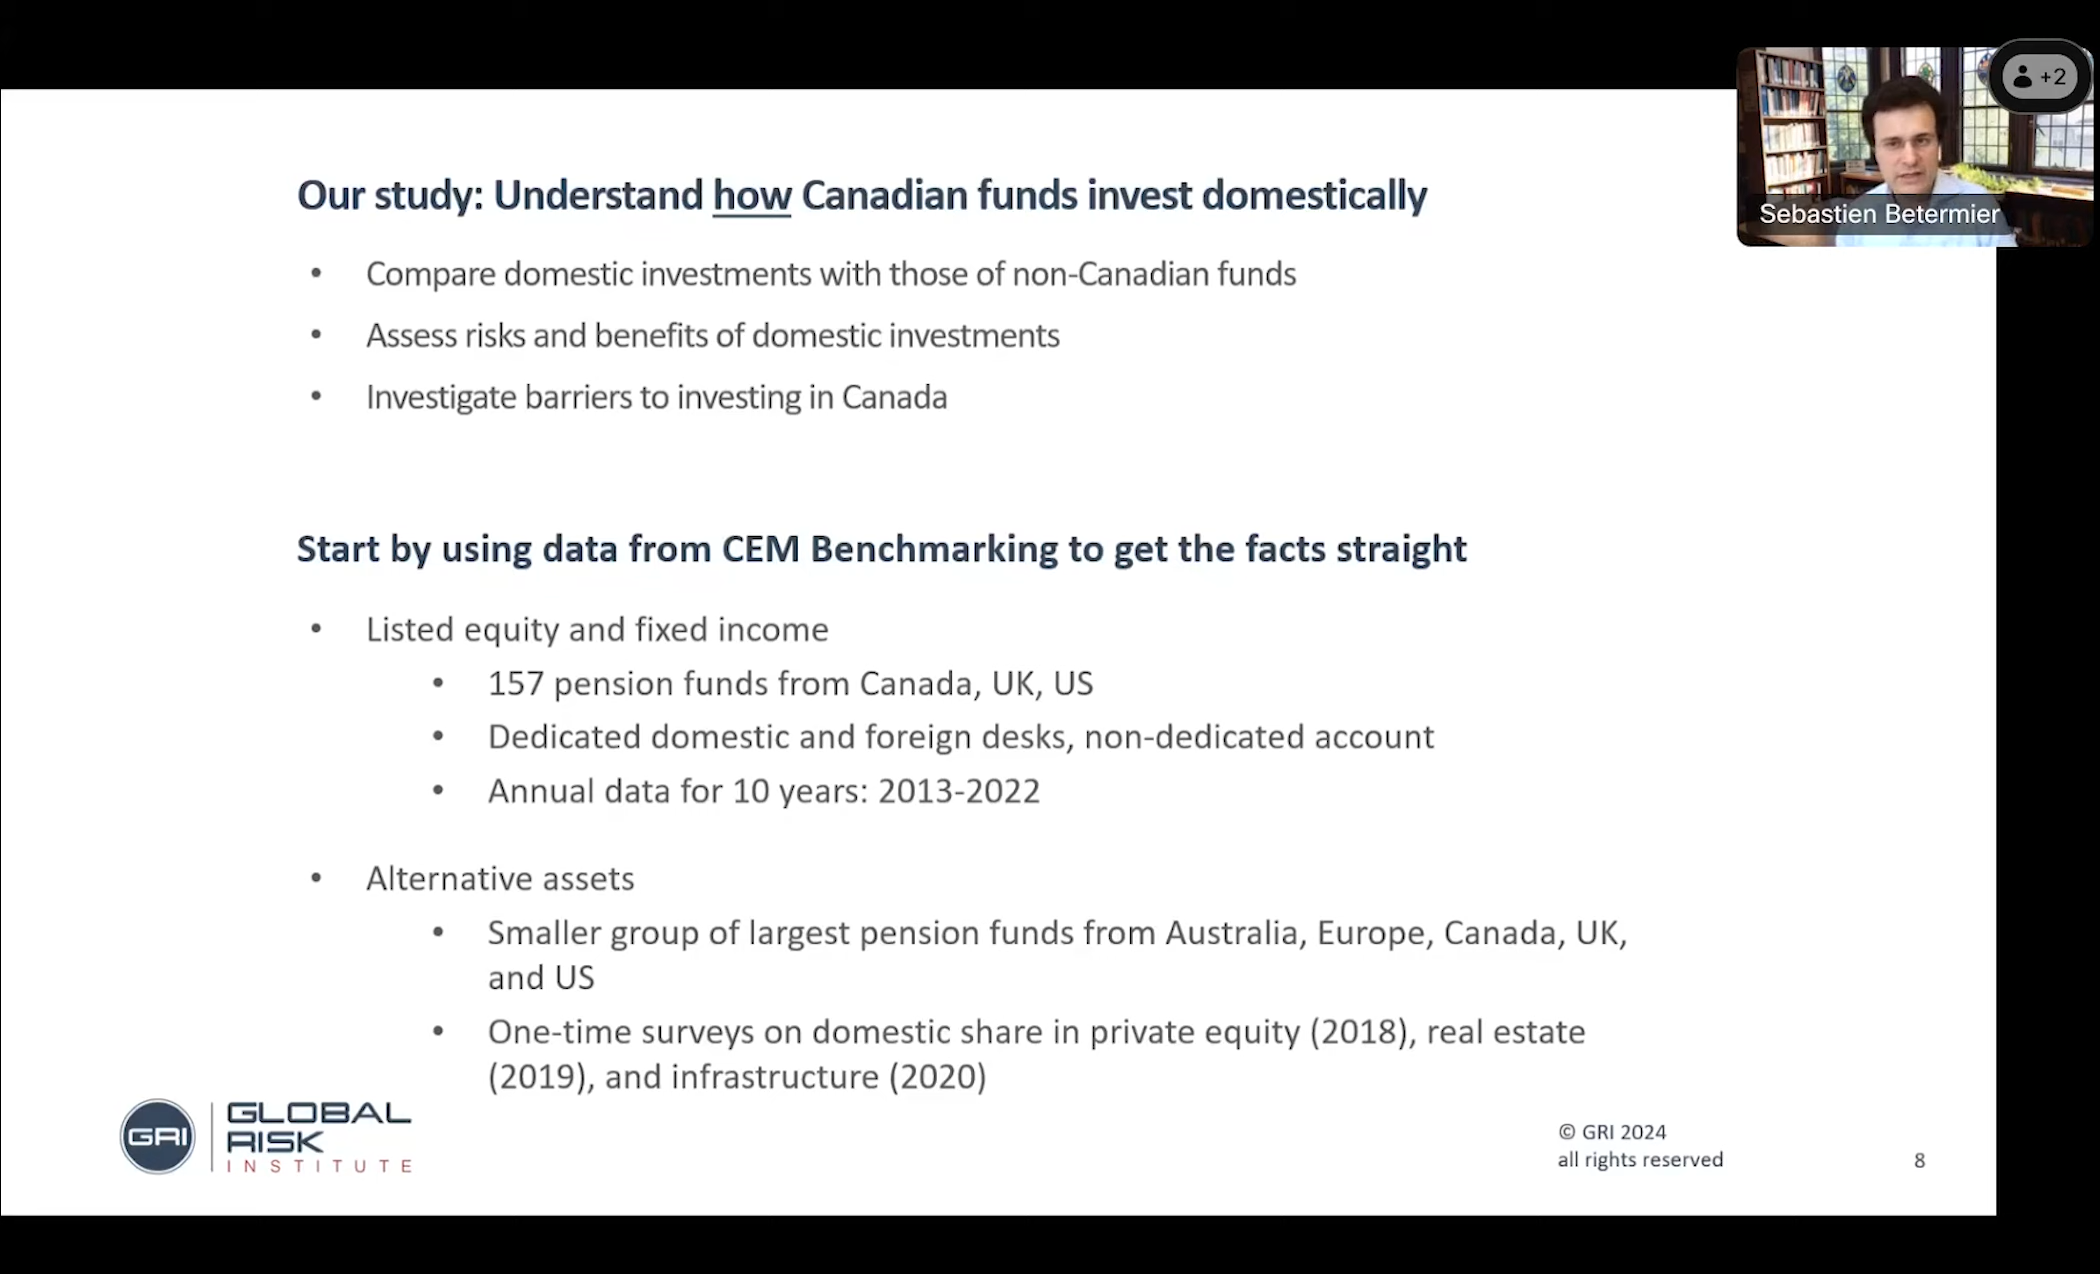 +2
Sebastien Betermier
Our study: Understand how Canadian funds invest domestically
• Compare domestic investments with those of non-Canadian funds
• Assess risks and benefits of domestic investments
• Investigate barriers to investing in Canada
Start by using data from CEM Benchmarking to get the facts straight
• Listed equity and fixed income
• 157 pension funds from Canada, UK, US
• Dedicated domestic and foreign desks, non-dedicated account
• Annual data for 10 years: 2013-2022
• Alternative assets
• Smaller group of largest pension funds from Australia, Europe, Canada, UK,
and US
• One-time surveys on domestic share in private equity (2018), real estate
(2019), and infrastructure (2020)
GRI
GLOBAL
RISK
INSTITUTE
© GRI 2024
all rights reserved
8